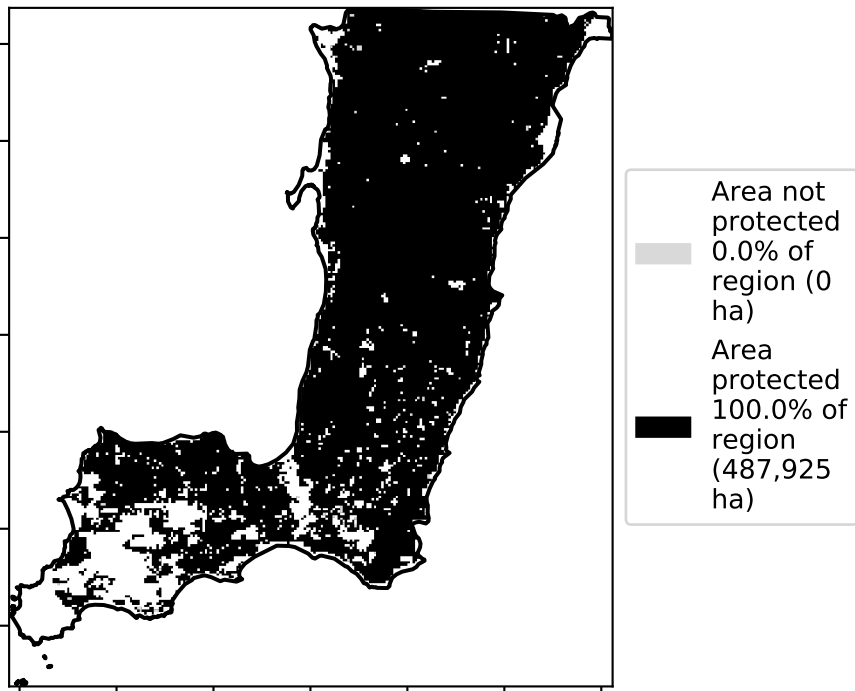 Area not
protected
0.0% of
region (0
ha)
Area
protected
100.0% of
region
(487,925
ha)